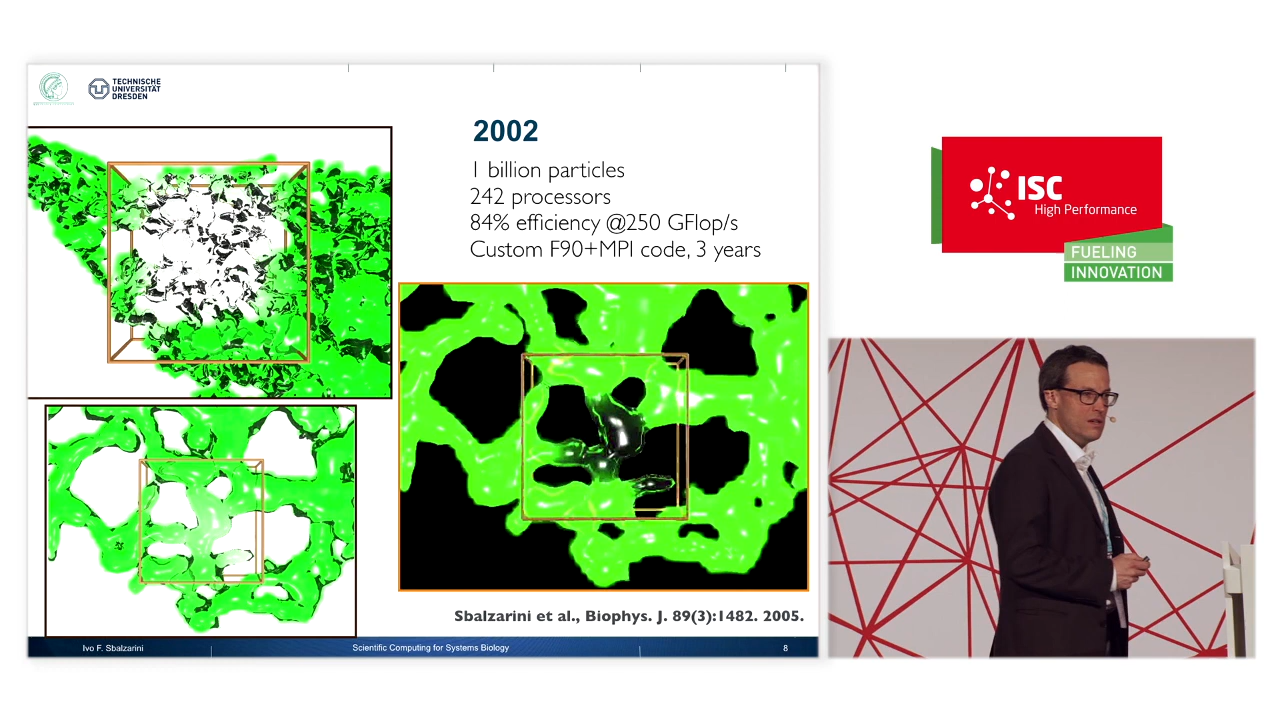 TECHNISCHE
UNIVERSITÄT
DRESDEN
2002
1 billion particles
242 processors
84% efficiency @250 GFlop/s
Custom F90+MPI code, 3 years
Sbalzarini et al., Biophys. J. 89(3):1482. 2005.
Ivo F. Sbalzarini
Scientific Computing for Systems Biology
8
ISC
High Performance
FUELING
INNOVATION